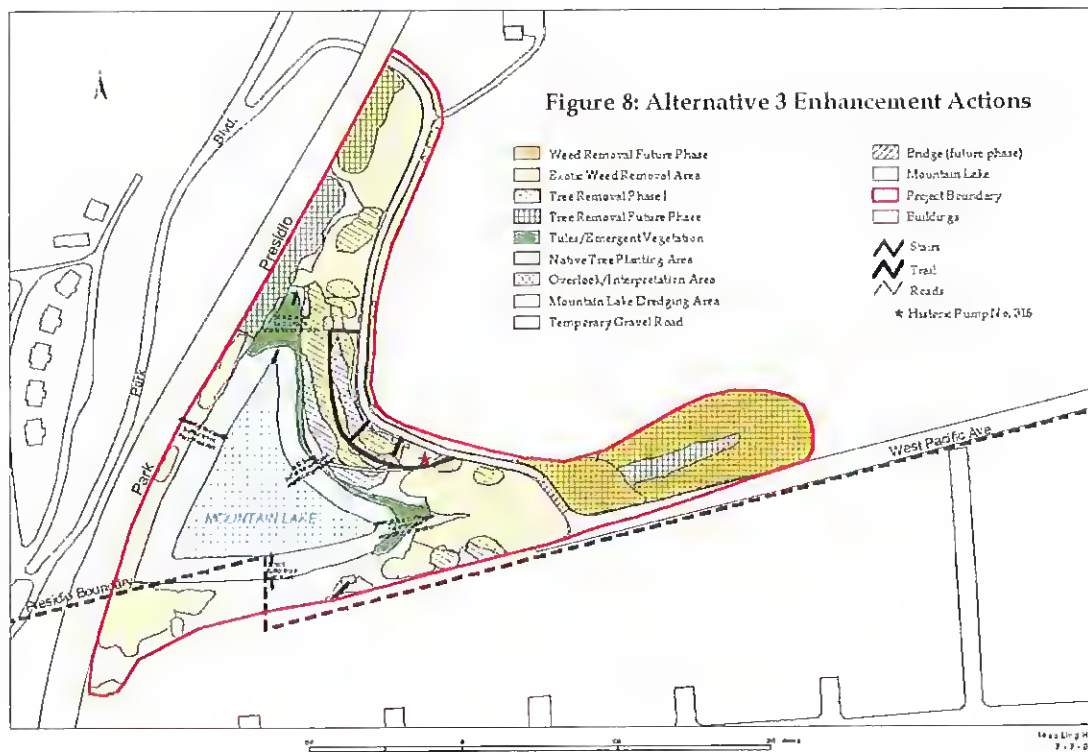 Figure 8: Alternative 3 Enhancement Actions
Weed Removal Future Phase
Exotic Weed Removal Area
Tree Removal Phase I
Tree Removal Future Phase
Tules/Emergent Vegetation
Native Tree Planting Area
Overlook/Interpretation Area
Mountain Lake Dredging Area
Temporary Gravel Road
Bridge (future phase)
Mountain Lake
Project Boundary
Buildings
Stairs
Trail
Roads
Historic Pump No. 316
Blvd.
Presidio
Park
Park
MOUNTAIN LAKE
West Pacific Ave.
Presidio Boundary